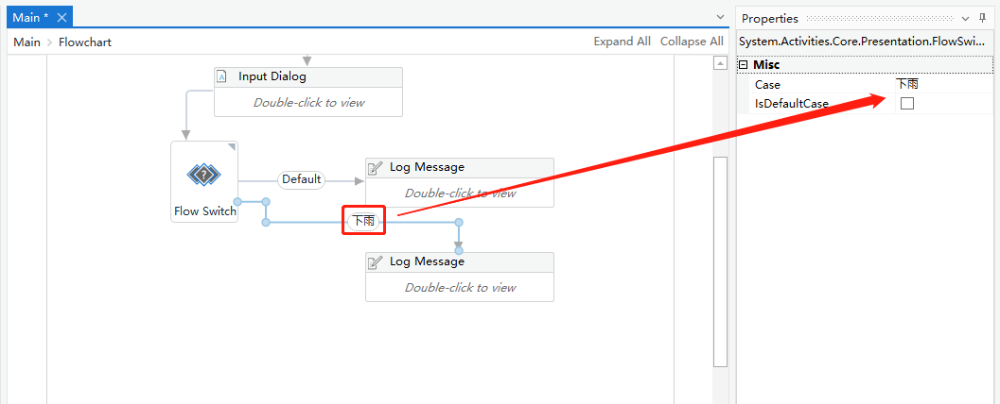 Main *
Main > Flowchart
Expand All Collapse All
Input Dialog
Double-click to view
Flow Switch
Default
Log Message
Double-click to view
下雨
Log Message
Double-click to view
Properties
System.Activities.Core.Presentation.FlowSwi...
Misc
Case 下雨
IsDefaultCase